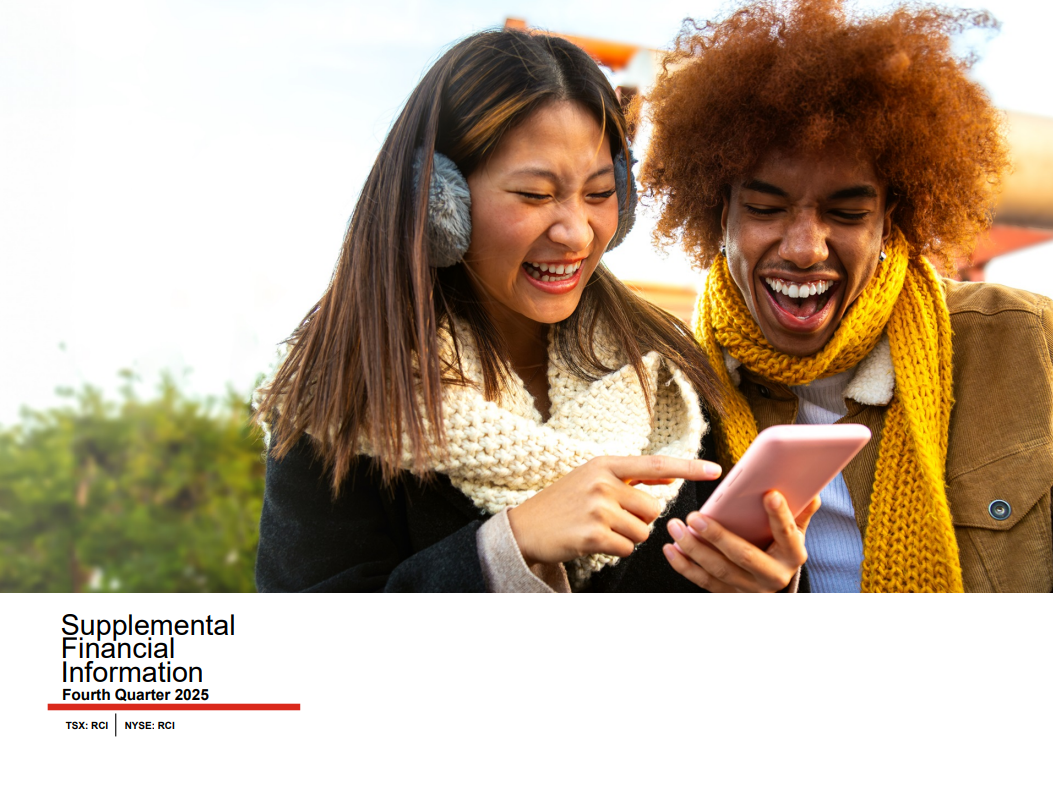 Supplemental
Financial
Information
Fourth Quarter 2025
TSX: RCI | NYSE: RCI